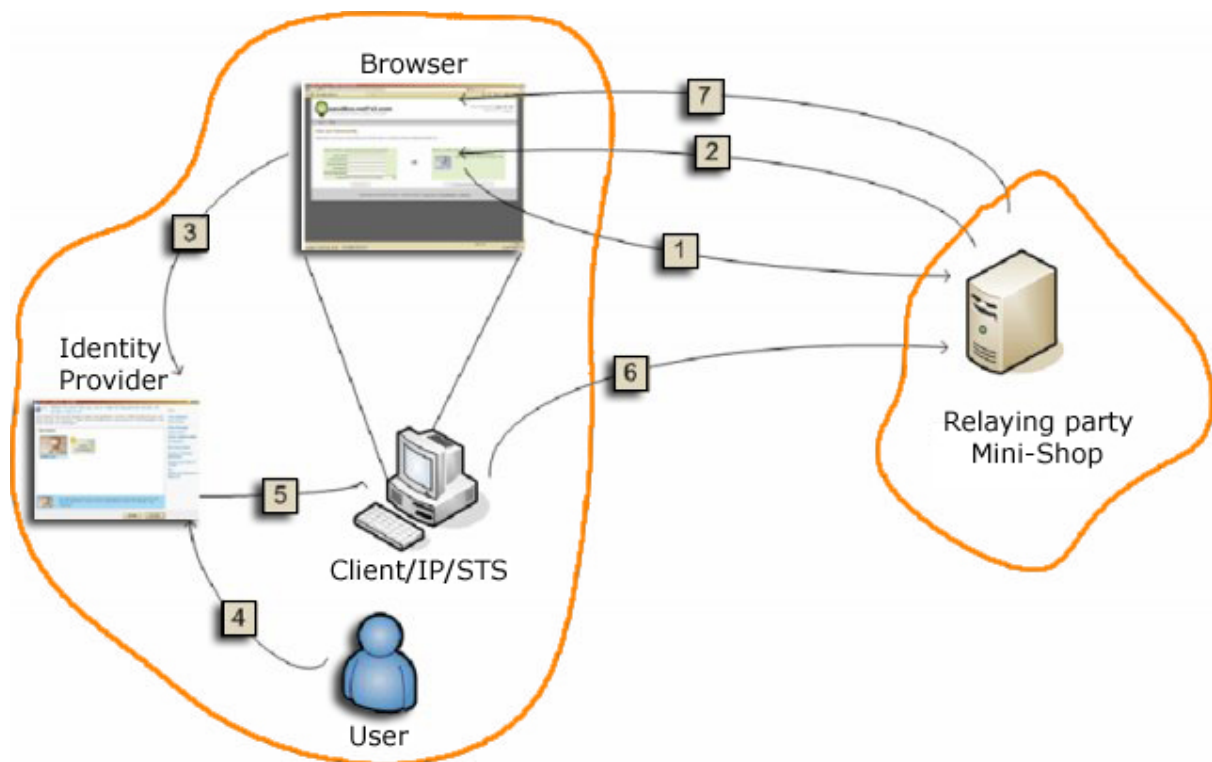 Browser
7
2
3
1
Identity
Provider
6
Relaying party
Mini-Shop
5
Client/IP/STS
4
User